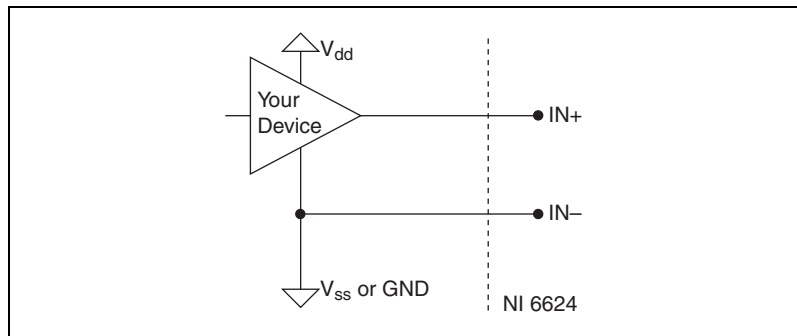 Vdd
Your
Device
IN+
IN–
Vss or GND
NI 6624